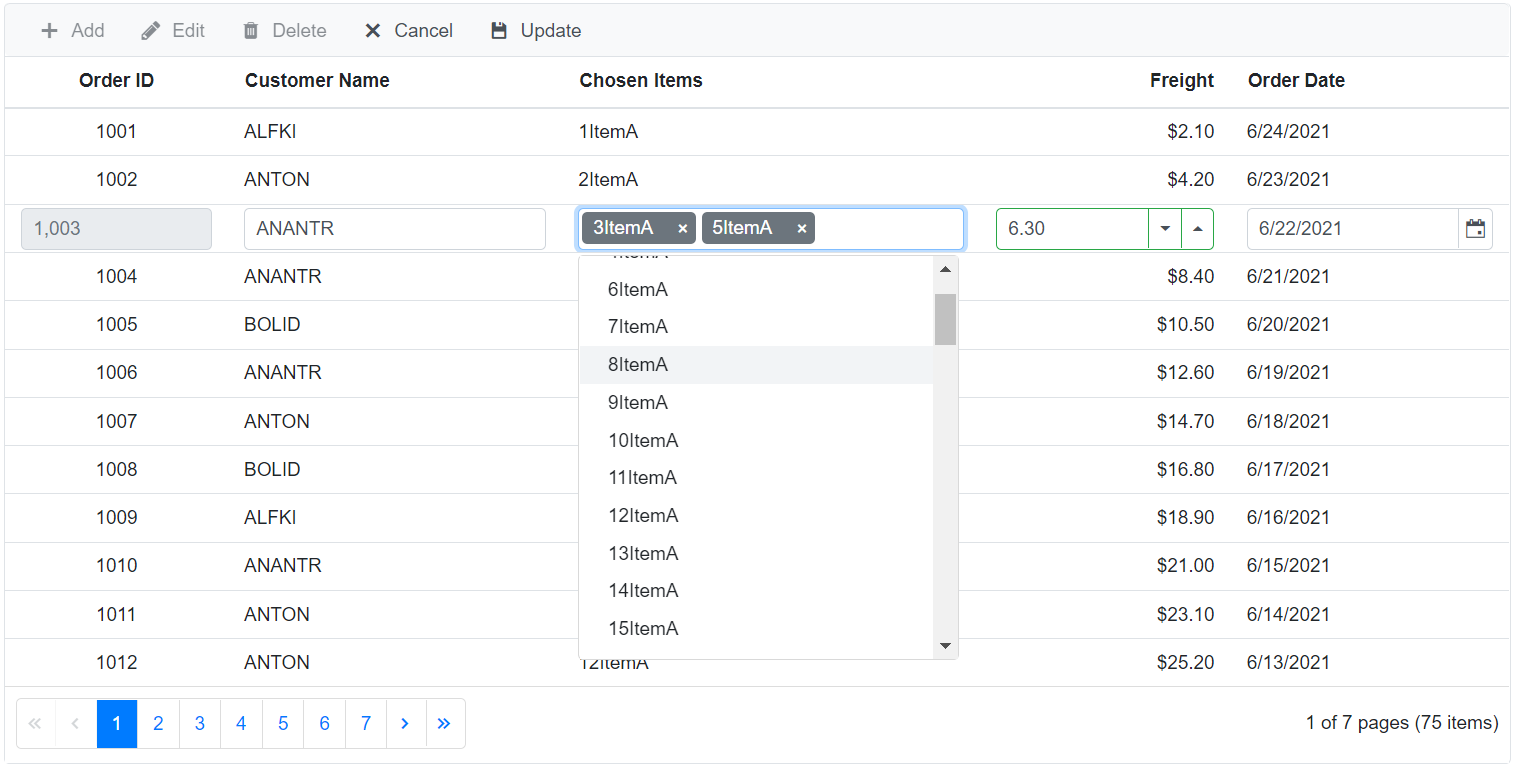 Add Edit Delete Cancel Update
Order ID Customer Name Chosen Items Freight Order Date
1001 ALFKI 1ItemA $2.10 6/24/2021
1002 ANTON 2ItemA $4.20 6/23/2021
1,003 ANANTR 3ItemA × 5ItemA × 6.30 6/22/2021
1004 ANANTR 6ItemA $8.40 6/21/2021
1005 BOLID 7ItemA $10.50 6/20/2021
1006 ANANTR 8ItemA $12.60 6/19/2021
1007 ANTON 9ItemA $14.70 6/18/2021
10ItemA
1008 BOLID 11ItemA $16.80 6/17/2021
1009 ALFKI 12ItemA $18.90 6/16/2021
1010 ANANTR 13ItemA $21.00 6/15/2021
14ItemA
1011 ANTON 15ItemA $23.10 6/14/2021
1012 ANTON 12ItemA $25.20 6/13/2021
« ‹ 1 2 3 4 5 6 7 › » 1 of 7 pages (75 items)